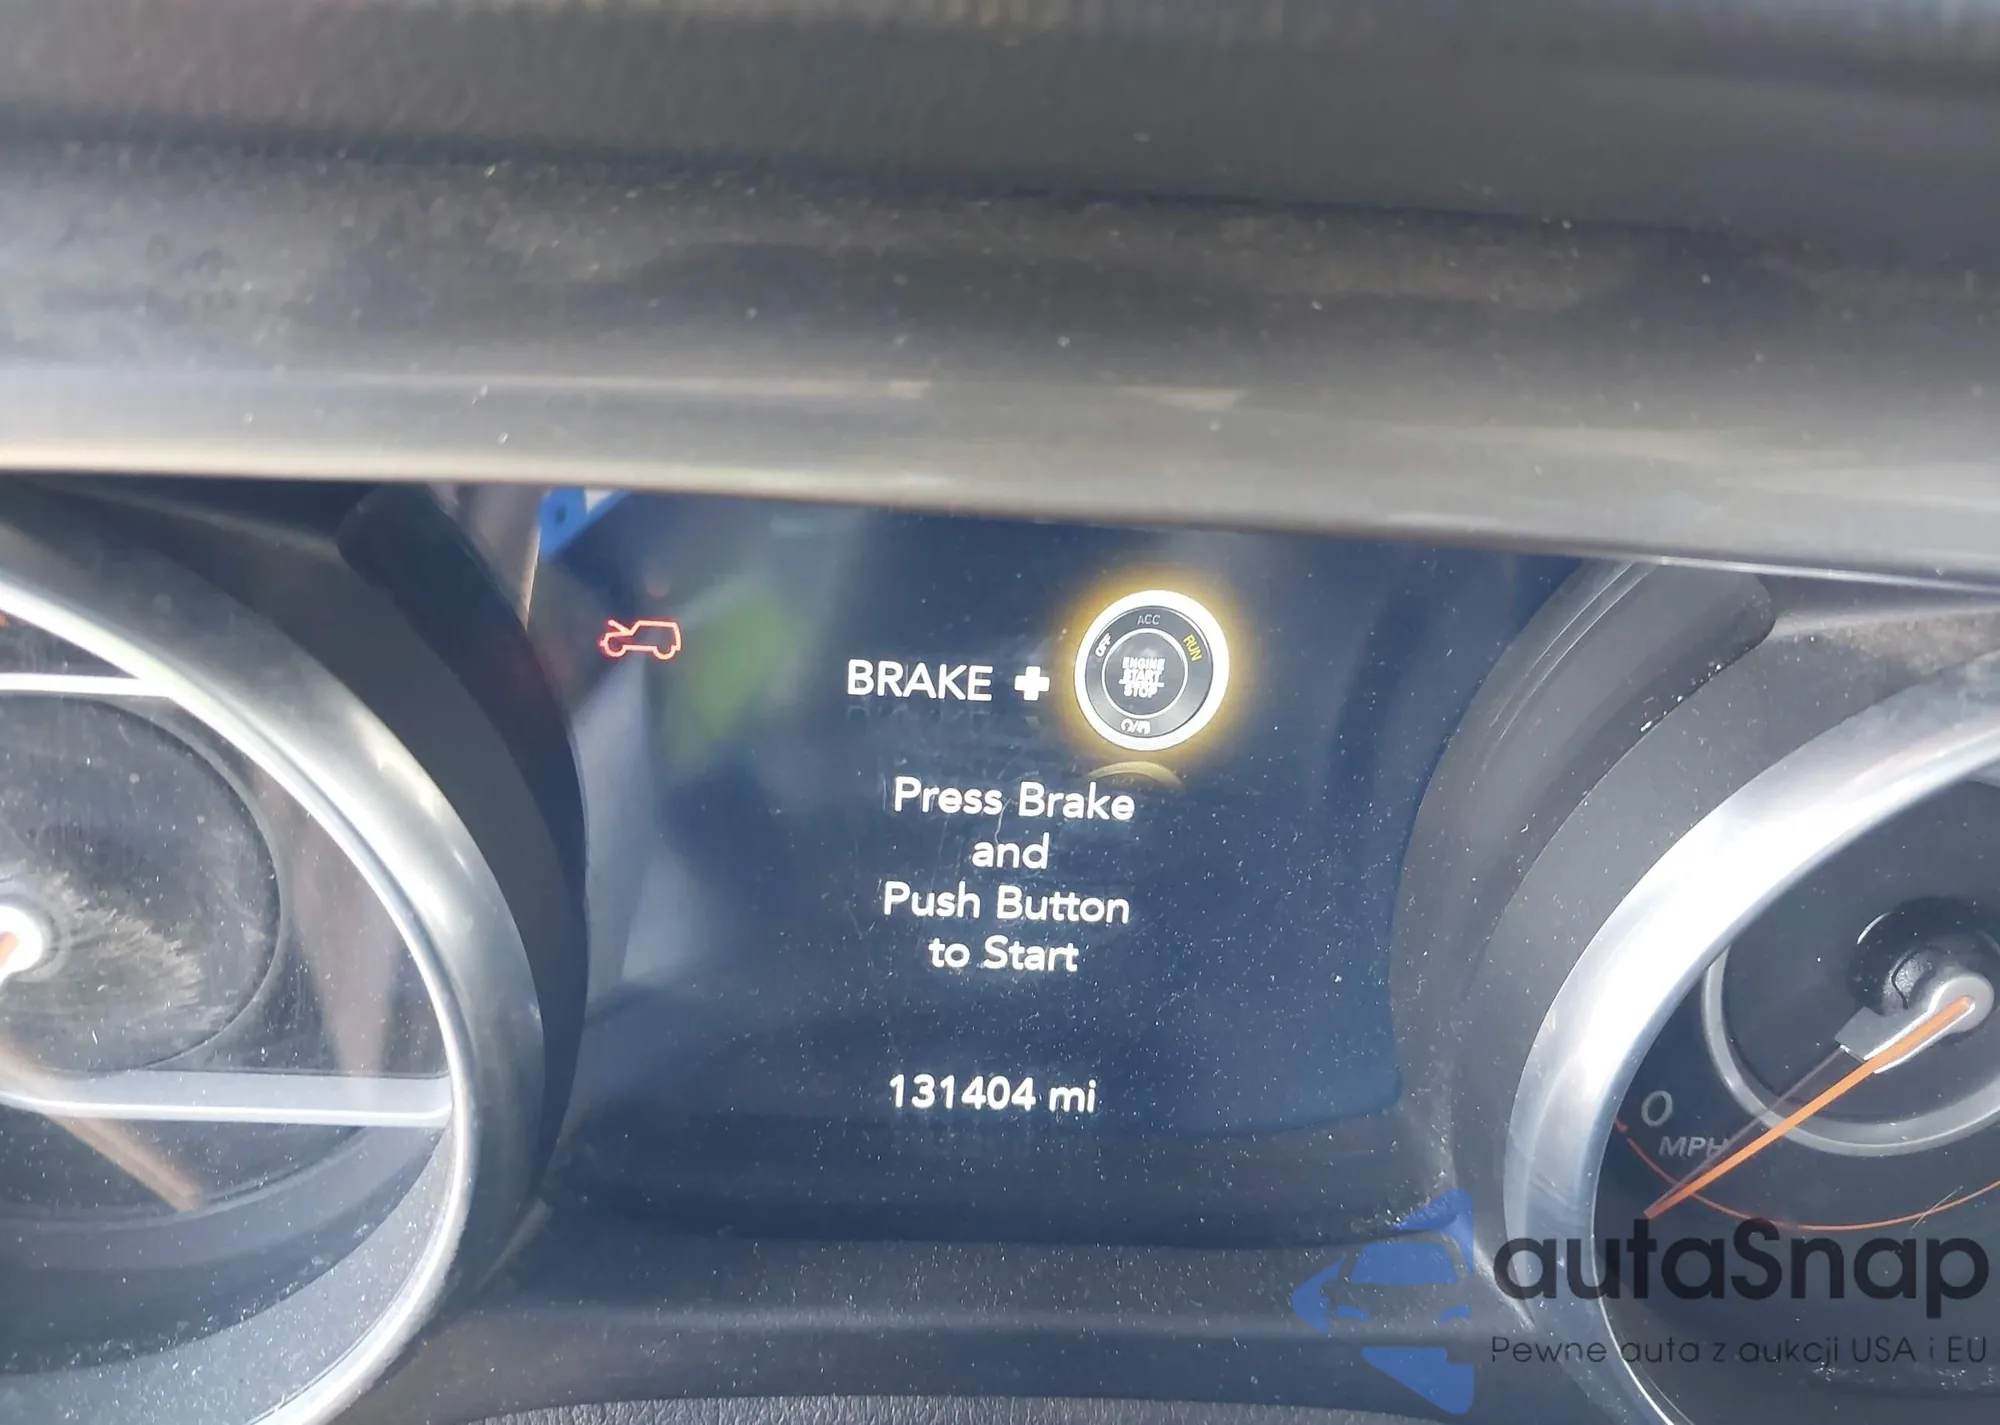 ACC
OFF
RUN
ENGINE
START
STOP
BRAKE +
Press Brake
and
Push Button
to Start
131404 mi
0
MPH
autaSnap
Pewne auta z aukcji USA i EU